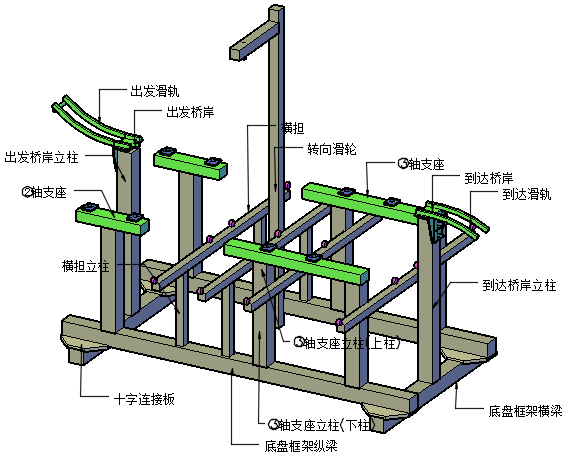 出发滑轨
出发桥岸
横担
转向滑轮
出发桥岸立柱
轴支座
到达桥岸
②轴支座
到达滑轨
横担立柱
到达桥岸立柱
轴支座立柱(上柱)
十字连接板
轴支座立柱(下柱)
底盘框架横梁
底盘框架纵梁